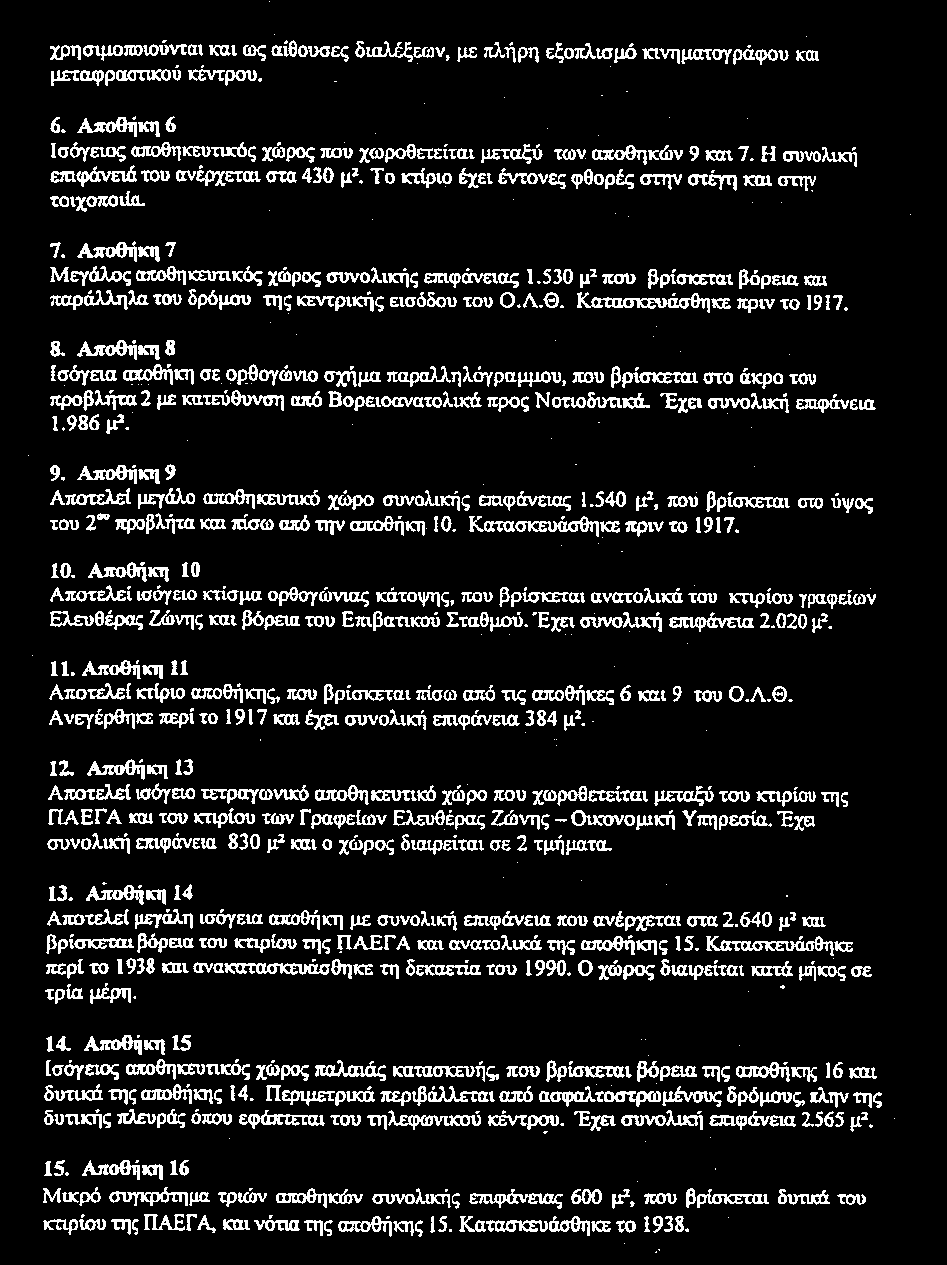 χρησιμοποιούνται και ως αίθουσες διαλέξεων, με πλήρη εξοπλισμό κινηματογράφου και
μεταφραστικού κέντρου.
6. Αποθήκη 6
Ισόγειος αποθηκευτικός χώρος που χωροθετείται μεταξύ των αποθηκών 9 και 7. Η συνολική
επιφάνειά του ανέρχεται στα 430 μ². Το κτίριο έχει έντονες φθορές στην στέγη και στην
τοιχοποιία.
7. Αποθήκη 7
Μεγάλος αποθηκευτικός χώρος συνολικής επιφάνειας 1.530 μ² που βρίσκεται βόρεια και
παράλληλα του δρόμου της κεντρικής εισόδου του Ο.Λ.Θ. Κατασκευάσθηκε πριν το 1917.
8. Αποθήκη 8
Ισόγεια αποθήκη σε ορθογώνιο σχήμα παραλληλόγραμμου, που βρίσκεται στο άκρο του
προβλήτα 2 με κατεύθυνση από Βορειοανατολικά προς Νοτιοδυτικά. Έχει συνολική επιφάνεια
1.986 μ².
9. Αποθήκη 9
Αποτελεί μεγάλο αποθηκευτικό χώρο συνολικής επιφάνειας 1.540 μ², που βρίσκεται στο ύψος
του 2ου προβλήτα και πίσω από την αποθήκη 10. Κατασκευάσθηκε πριν το 1917.
10. Αποθήκη 10
Αποτελεί ισόγειο κτίσμα ορθογώνιας κάτοψης, που βρίσκεται ανατολικά του κτιρίου γραφείων
Ελευθέρας Ζώνης και βόρεια του Επιβατικού Σταθμού. Έχει συνολική επιφάνεια 2.020 μ².
11. Αποθήκη 11
Αποτελεί κτίριο αποθήκης, που βρίσκεται πίσω από τις αποθήκες 6 και 9 του Ο.Λ.Θ.
Ανεγέρθηκε περί το 1917 και έχει συνολική επιφάνεια 384 μ².
12. Αποθήκη 13
Αποτελεί ισόγειο τετραγωνικό αποθηκευτικό χώρο που χωροθετείται μεταξύ του κτιρίου της
ΠΑΕΓΑ και του κτιρίου των Γραφείων Ελευθέρας Ζώνης – Οικονομική Υπηρεσία. Έχει
συνολική επιφάνεια 830 μ² και ο χώρος διαιρείται σε 2 τμήματα.
13. Αποθήκη 14
Αποτελεί μεγάλη ισόγεια αποθήκη με συνολική επιφάνεια που ανέρχεται στα 2.640 μ² και
βρίσκεται βόρεια του κτιρίου της ΠΑΕΓΑ και ανατολικά της αποθήκης 15. Κατασκευάσθηκε
περί το 1938 και ανακατασκευάσθηκε τη δεκαετία του 1990. Ο χώρος διαιρείται κατά μήκος σε
τρία μέρη.
14. Αποθήκη 15
Ισόγειος αποθηκευτικός χώρος παλαιάς κατασκευής, που βρίσκεται βόρεια της αποθήκης 16 και
δυτικά της αποθήκης 14. Περιμετρικά περιβάλλεται από ασφαλτοστρωμένους δρόμους, πλην της
δυτικής πλευράς όπου εφάπτεται του τηλεφωνικού κέντρου. Έχει συνολική επιφάνεια 2.565 μ².
15. Αποθήκη 16
Μικρό συγκρότημα τριών αποθηκών συνολικής επιφάνειας 600 μ², που βρίσκεται δυτικά του
κτιρίου της ΠΑΕΓΑ, και νότια της αποθήκης 15. Κατασκευάσθηκε το 1938.